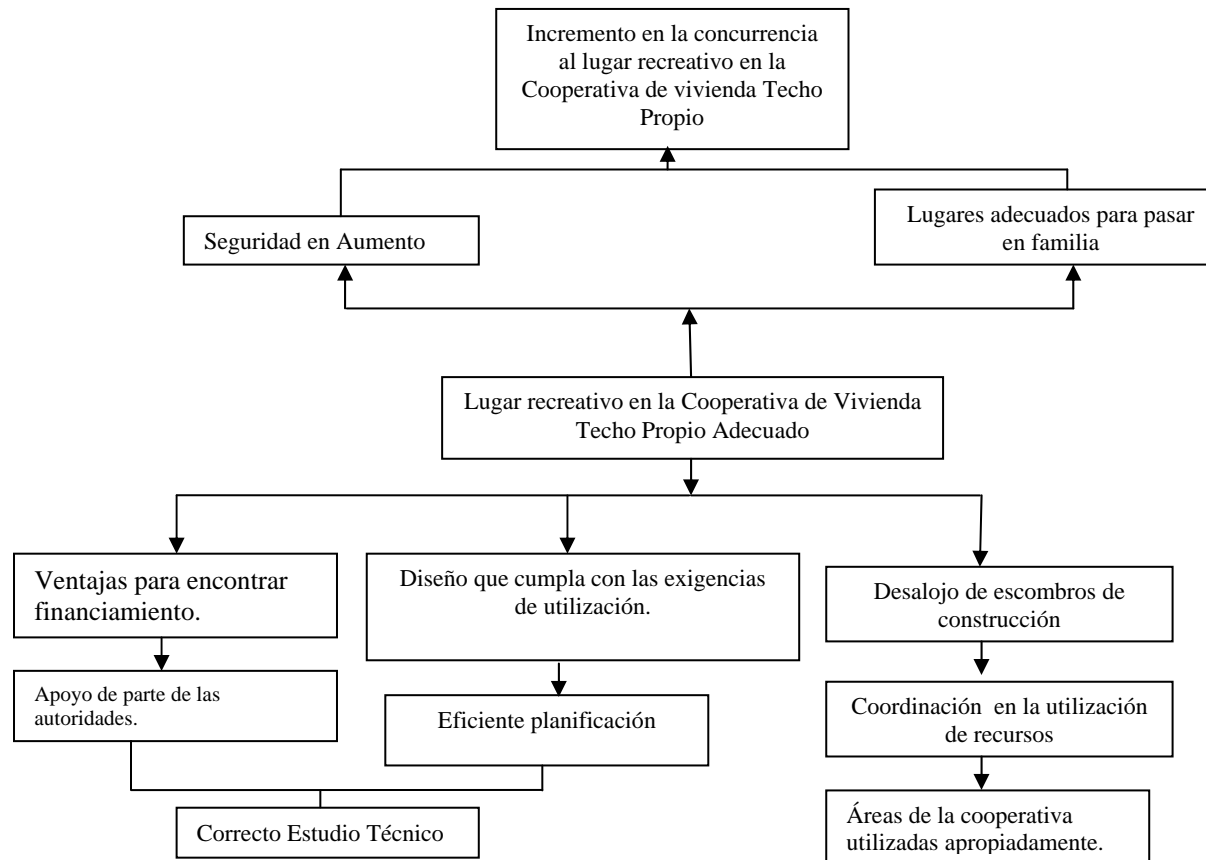 Incremento en la concurrencia
al lugar recreativo en la
Cooperativa de vivienda Techo
Propio
Seguridad en Aumento
Lugares adecuados para pasar
en familia
Lugar recreativo en la Cooperativa de Vivienda
Techo Propio Adecuado
Ventajas para encontrar
financiamiento.
Diseño que cumpla con las exigencias
de utilización.
Desalojo de escombros de
construcción
Apoyo de parte de las
autoridades.
Eficiente planificación
Coordinación en la utilización
de recursos
Correcto Estudio Técnico
Áreas de la cooperativa
utilizadas apropiadamente.